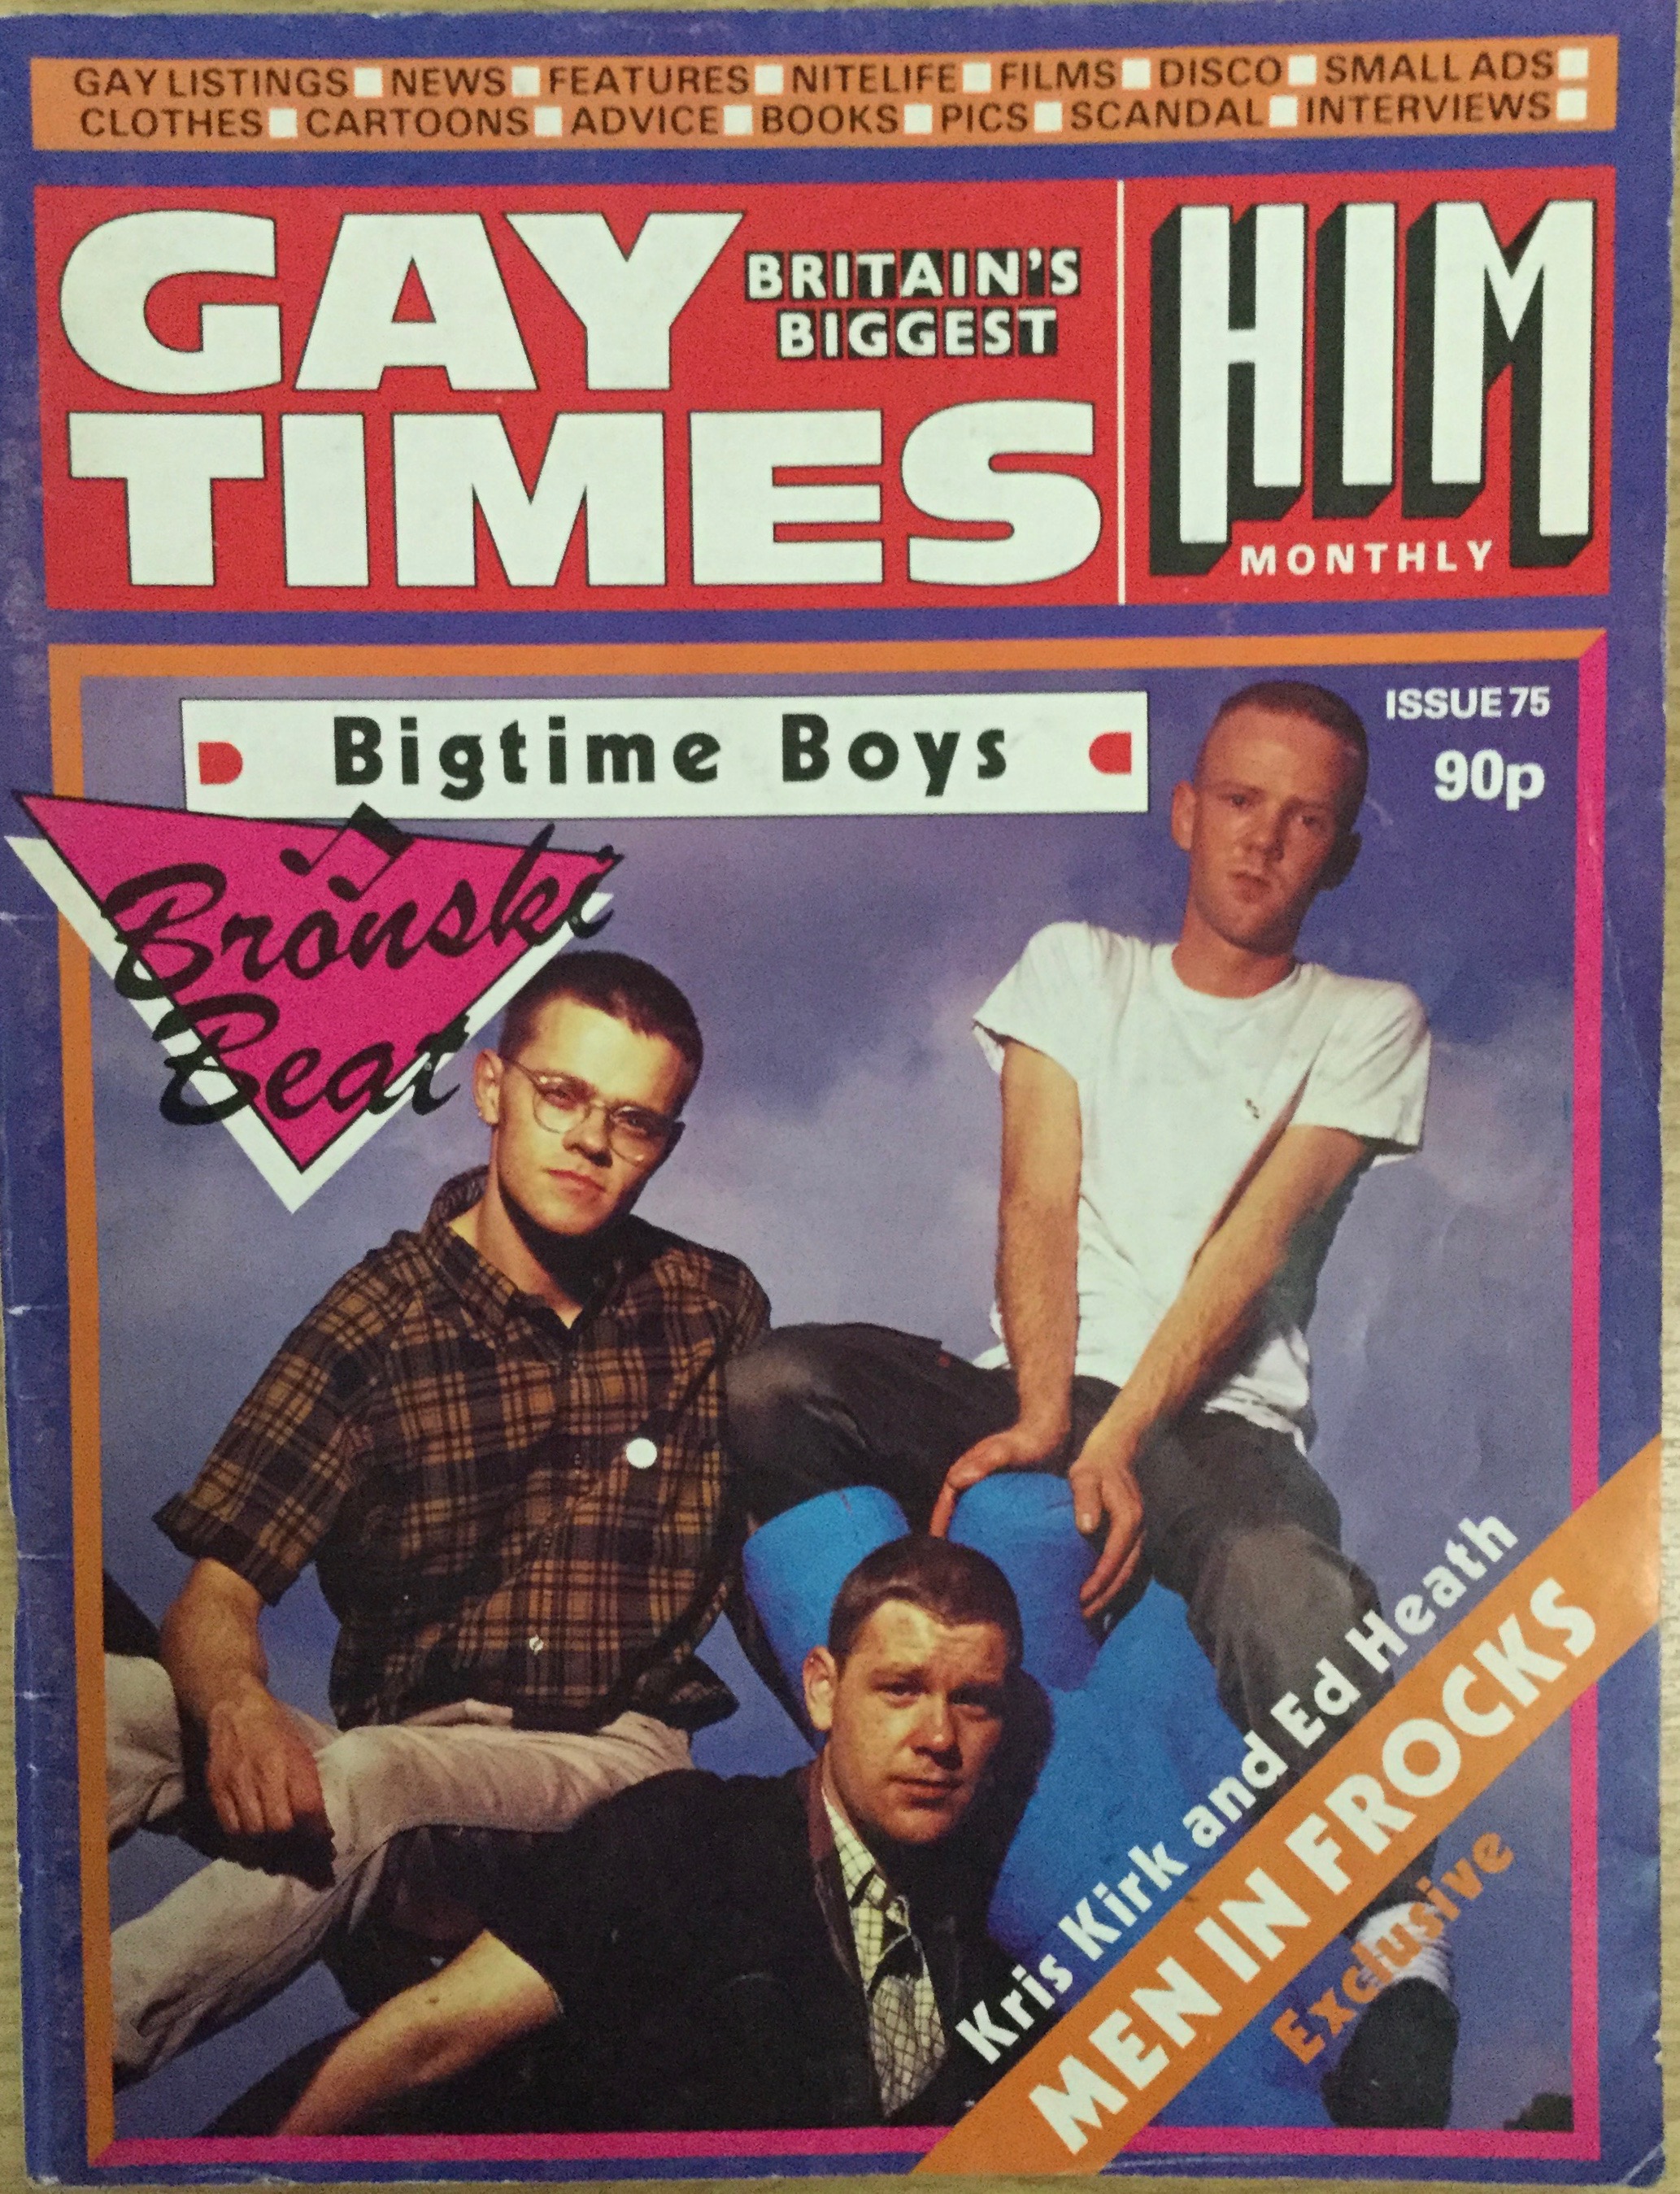 GAY LISTINGS NEWS FEATURES NITELIFE FILMS DISCO SMALL ADS
CLOTHES CARTOONS ADVICE BOOKS PICS SCANDAL INTERVIEWS
GAY
TIMES
BRITAIN'S
BIGGEST
HIM
MONTHLY
ISSUE 75
90p
Bigtime Boys
Bronski
Beat
Kris Kirk and Ed Heath
MEN IN FROCKS
Exclusive